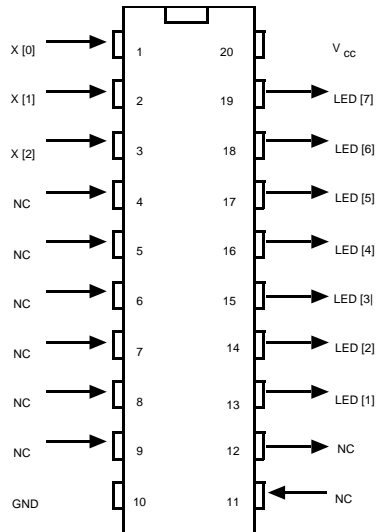 X [0] 1 20 V CC
X [1] 2 19 LED [7]
X [2] 3 18 LED [6]
NC 4 17 LED [5]
NC 5 16 LED [4]
NC 6 15 LED [3|
NC 7 14 LED [2]
NC 8 13 LED [1]
NC 9 12 NC
GND 10 11 NC